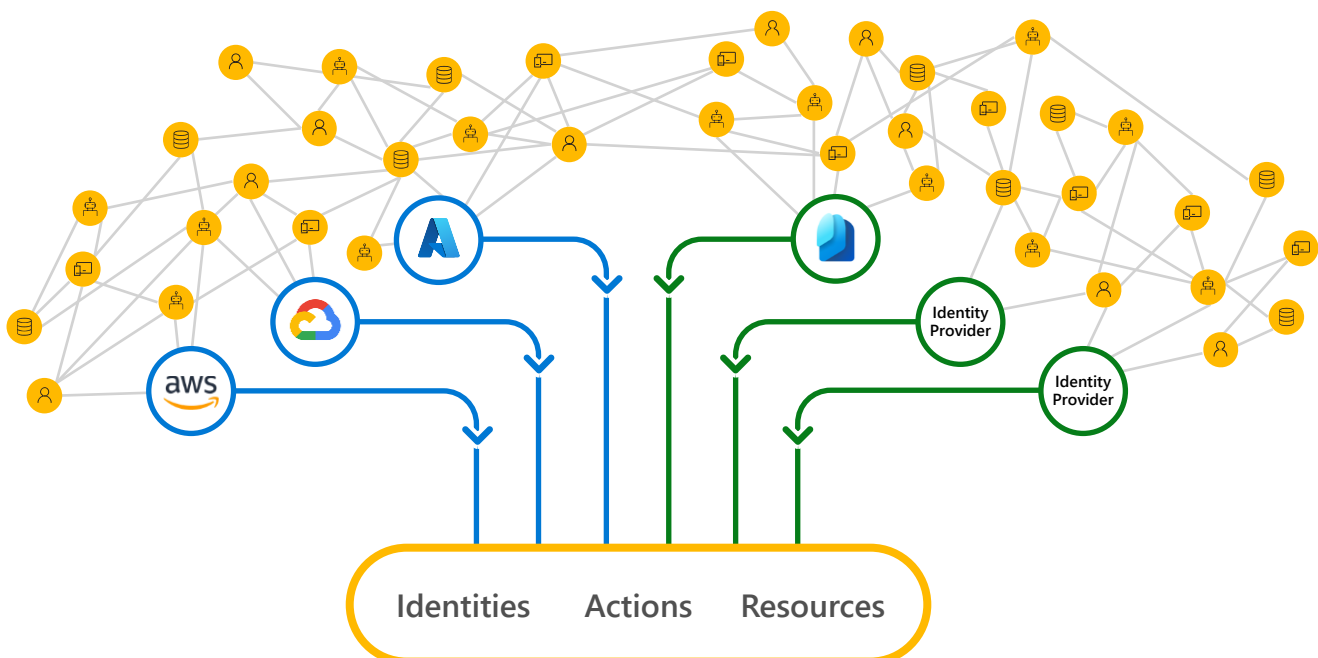 Identity
Provider
aws
Identity
Provider
Identities Actions Resources